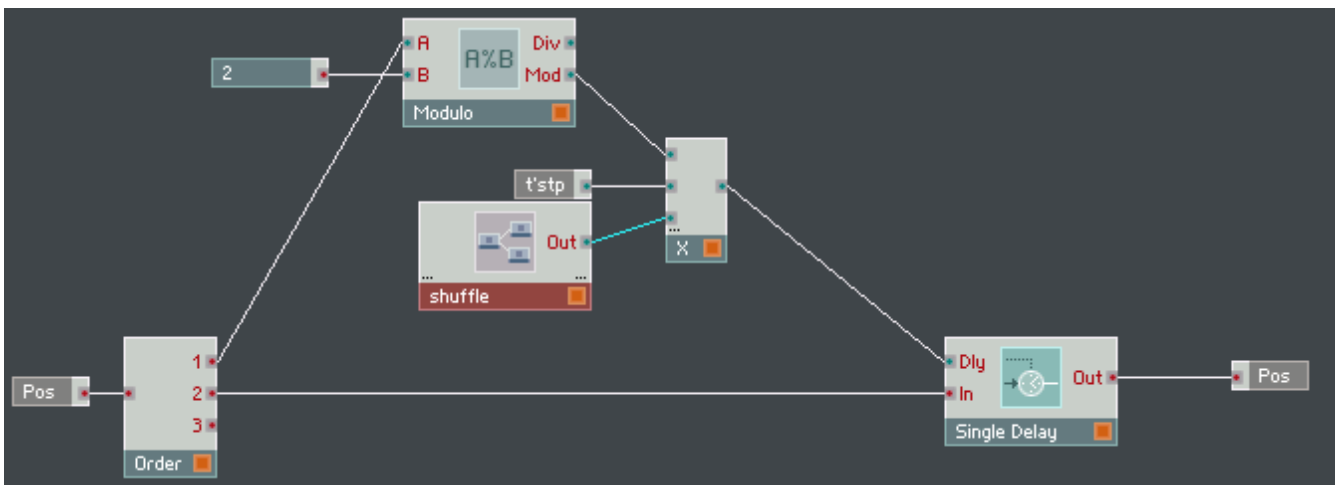 2
A
B
A%B
Div
Mod
Modulo
t'stp
...
X
Out
...
...
shuffle
Pos
1
2
3
Order
Dly
In
Out
Single Delay
Pos